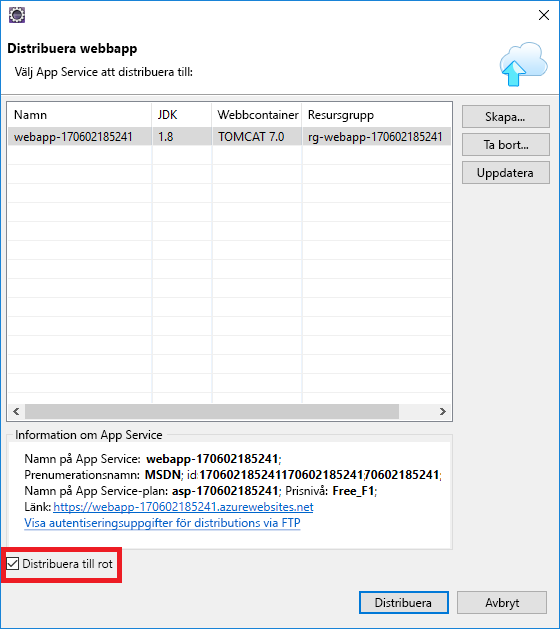 Distribuera webbapp
Välj App Service att distribuera till:
Namn JDK Webbcontainer Resursgrupp
webapp-170602185241 1.8 TOMCAT 7.0 rg-webapp-170602185241
Skapa...
Ta bort...
Uppdatera
Information om App Service
Namn på App Service: webapp-170602185241;
Prenumerationsnamn: MSDN; id:170602185241170602185241170602185241;
Namn på App Service-plan: asp-170602185241; Prisnivå: Free_F1;
Länk: https://webapp-170602185241.azurewebsites.net
Visa autentiseringsuppgifter för distributions via FTP
Distribuera till rot
Distribuera Avbryt